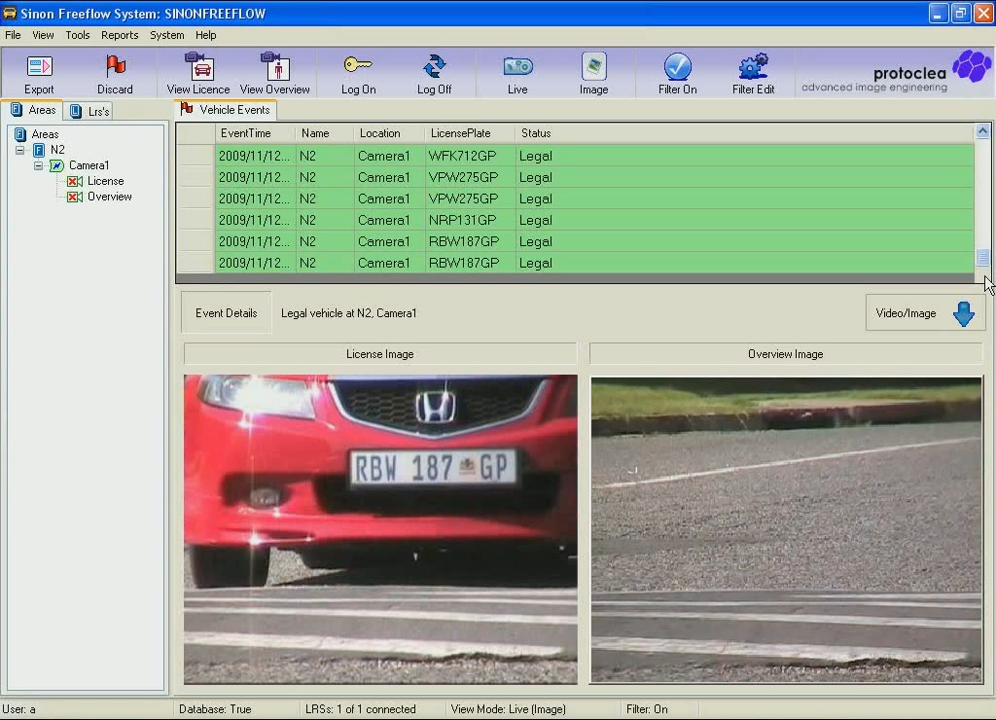 Sinon Freeflow System: SINONFREEFLOW
File View Tools Reports System Help
Export Discard View Licence View Overview Log On Log Off Live Image Filter On Filter Edit
protoclea
advanced image engineering
Areas Lrs's
Vehicle Events
Areas
N2
Camera1
License
Overview
EventTime Name Location LicensePlate Status
2009/11/12... N2 Camera1 WFK712GP Legal
2009/11/12... N2 Camera1 VPW275GP Legal
2009/11/12... N2 Camera1 VPW275GP Legal
2009/11/12... N2 Camera1 NRP131GP Legal
2009/11/12... N2 Camera1 RBW187GP Legal
2009/11/12... N2 Camera1 RBW187GP Legal
Event Details Legal vehicle at N2, Camera1 Video/Image
License Image Overview Image
RBW 187 GP
User: a Database: True LRSs: 1 of 1 connected View Mode: Live (Image) Filter: On